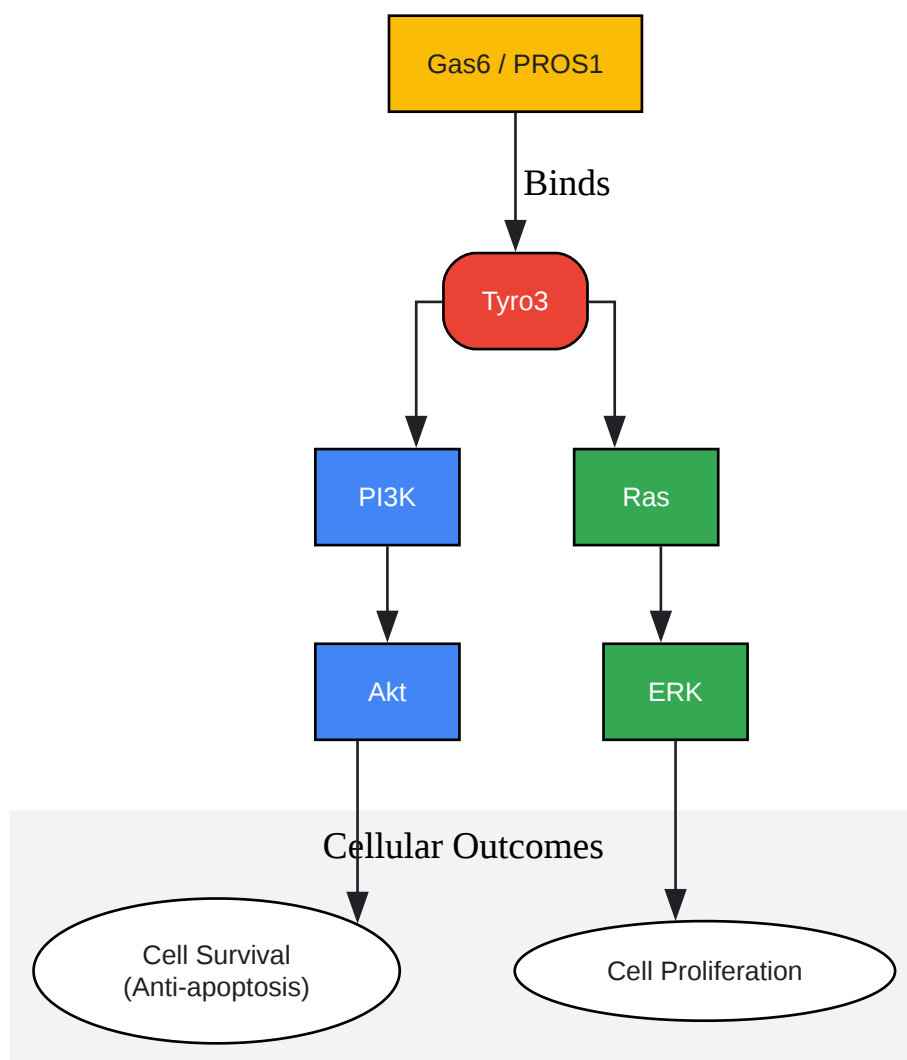 Gas6 / PROS1
Binds
Tyro3
PI3K
Ras
Akt
ERK
Cellular Outcomes
Cell Survival
(Anti-apoptosis)
Cell Proliferation